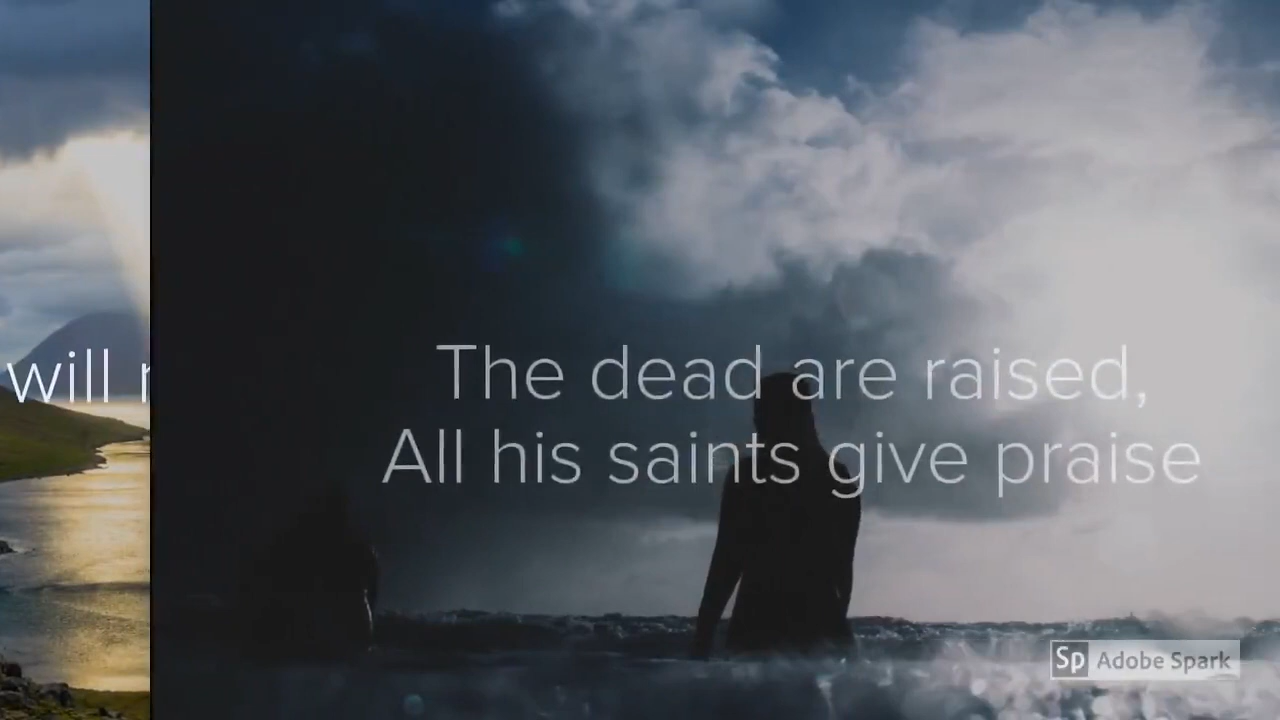 will
The dead are raised,
All his saints give praise
Sp Adobe Spark